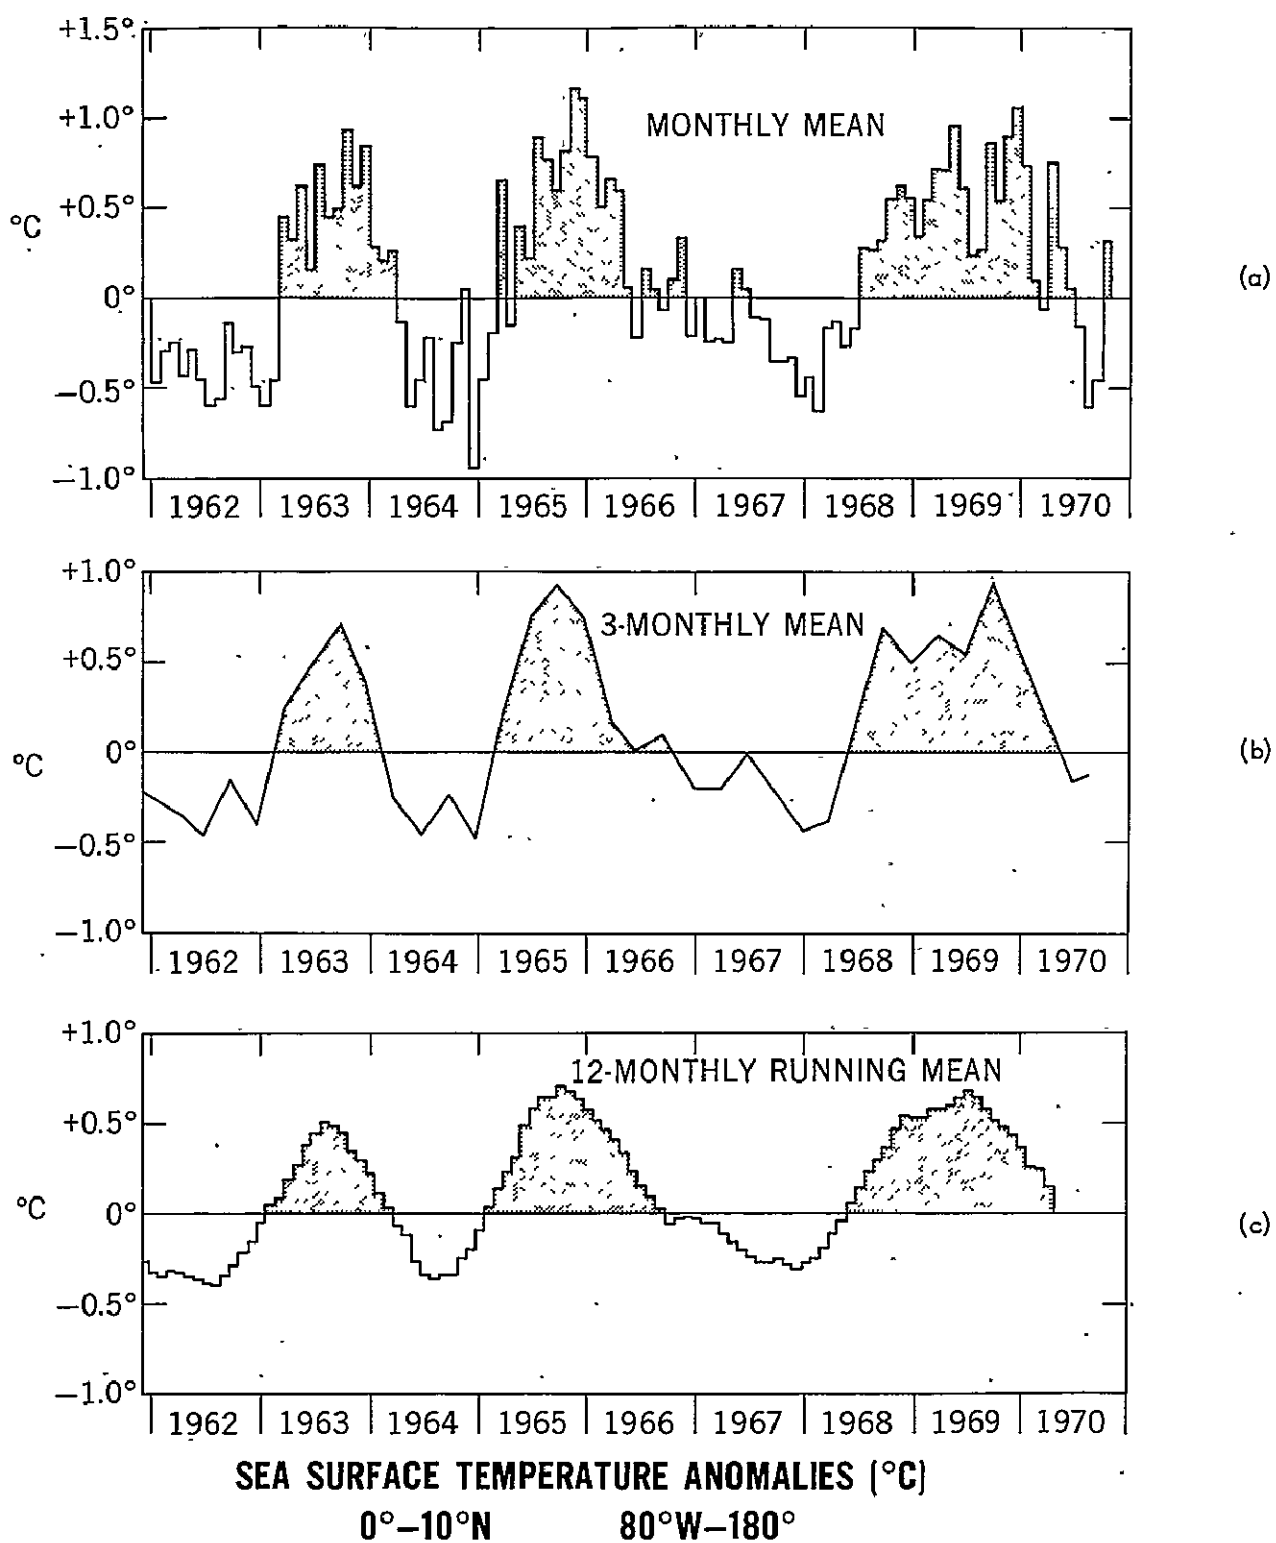 +1.5°
+1.0°
MONTHLY MEAN
+0.5°
°C
(a)
0°
−0.5°
−1.0°
1962 1963 1964 1965 1966 1967 1968 1969 1970
+1.0°
3-MONTHLY MEAN
+0.5°
0°
°C
(b)
−0.5°
−1.0°
1962 1963 1964 1965 1966 1967 1968 1969 1970
+1.0°
12-MONTHLY RUNNING MEAN
+0.5°
°C
0°
(c)
−0.5°
−1.0°
1962 1963 1964 1965 1966 1967 1968 1969 1970
SEA SURFACE TEMPERATURE ANOMALIES (°C)
0°−10°N 80°W−180°